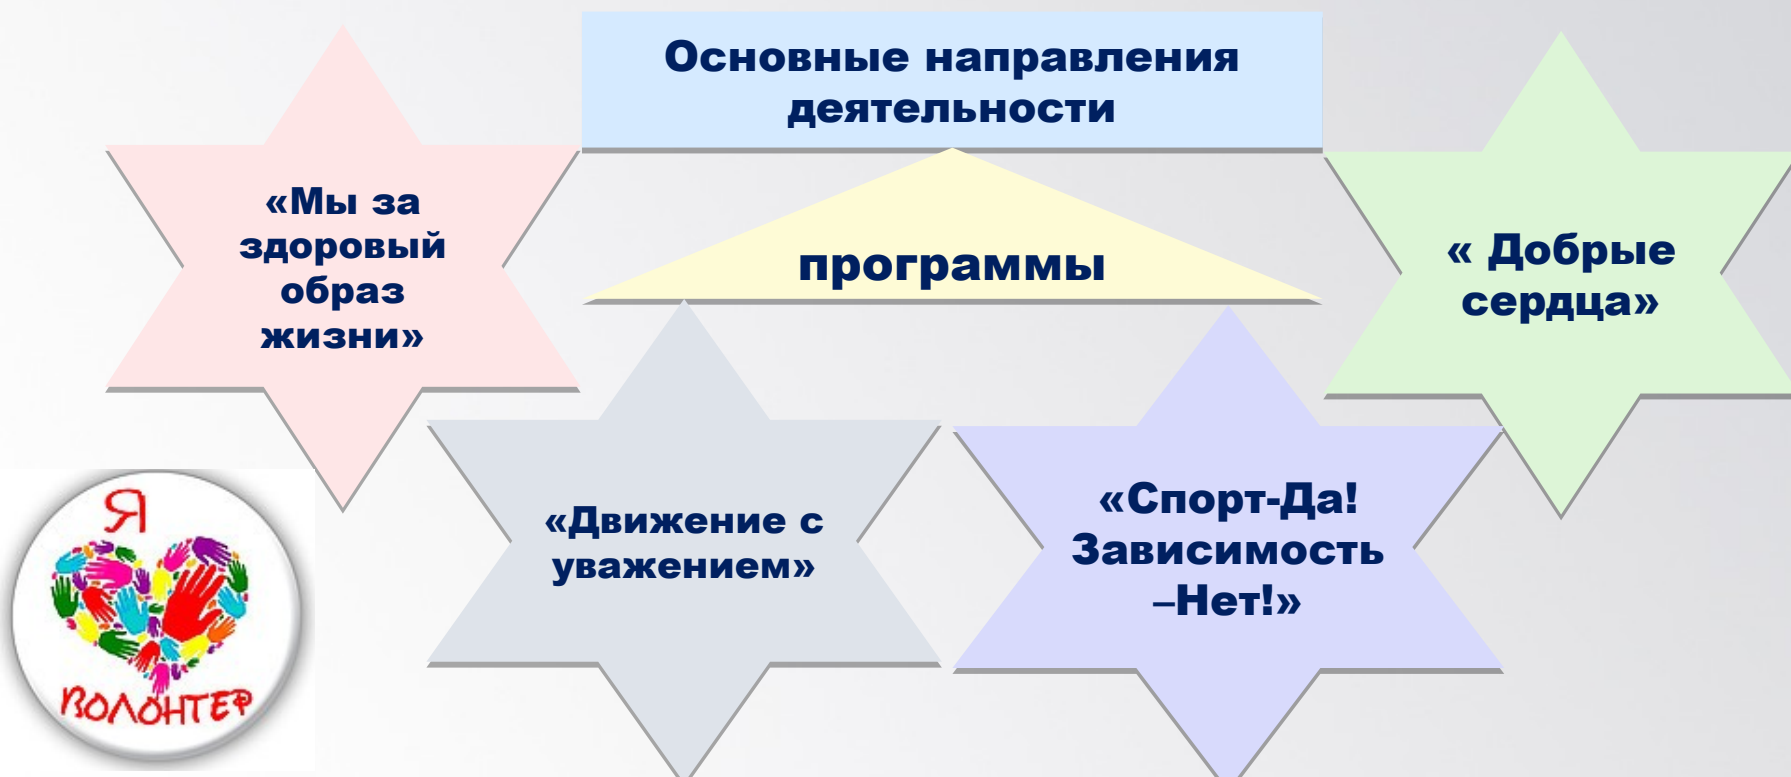 Основные направления
деятельности
программы
«Мы за
здоровый
образ
жизни»
« Добрые
сердца»
«Движение с
уважением»
«Спорт-Да!
Зависимость
–Нет!»
Я
ВОЛОНТЕР